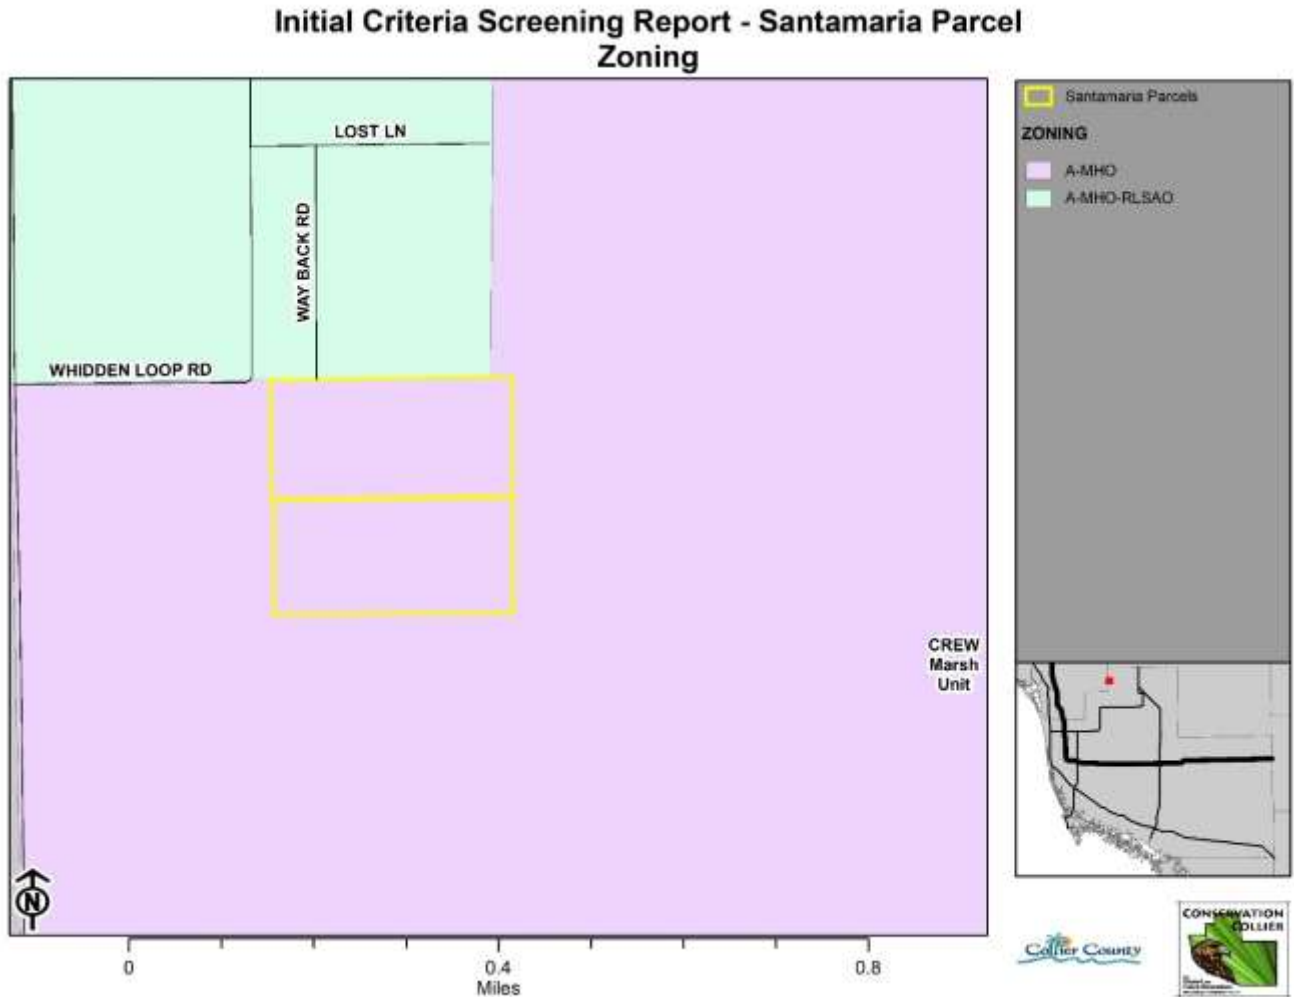 Initial Criteria Screening Report - Santamaria Parcel
Zoning
LOST LN
WAY BACK RD
WHIDDEN LOOP RD
CREW
Marsh
Unit
N
0
0.4
0.8
Miles
Santamaria Parcels
ZONING
A-MHO
A-MHO-RLSAO
Collier County
CONSERVATION
COLLIER